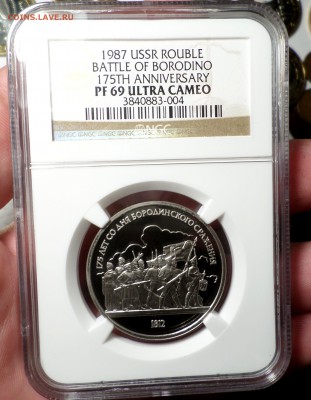 COINS.LAVE.RU
1987 USSR ROUBLE
BATTLE OF BORODINO
175TH ANNIVERSARY
PF 69 ULTRA CAMEO
3840883-004
NGC
175 ЛЕТ СО ДНЯ БОРОДИНСКОГО СРАЖЕНИЯ
1812